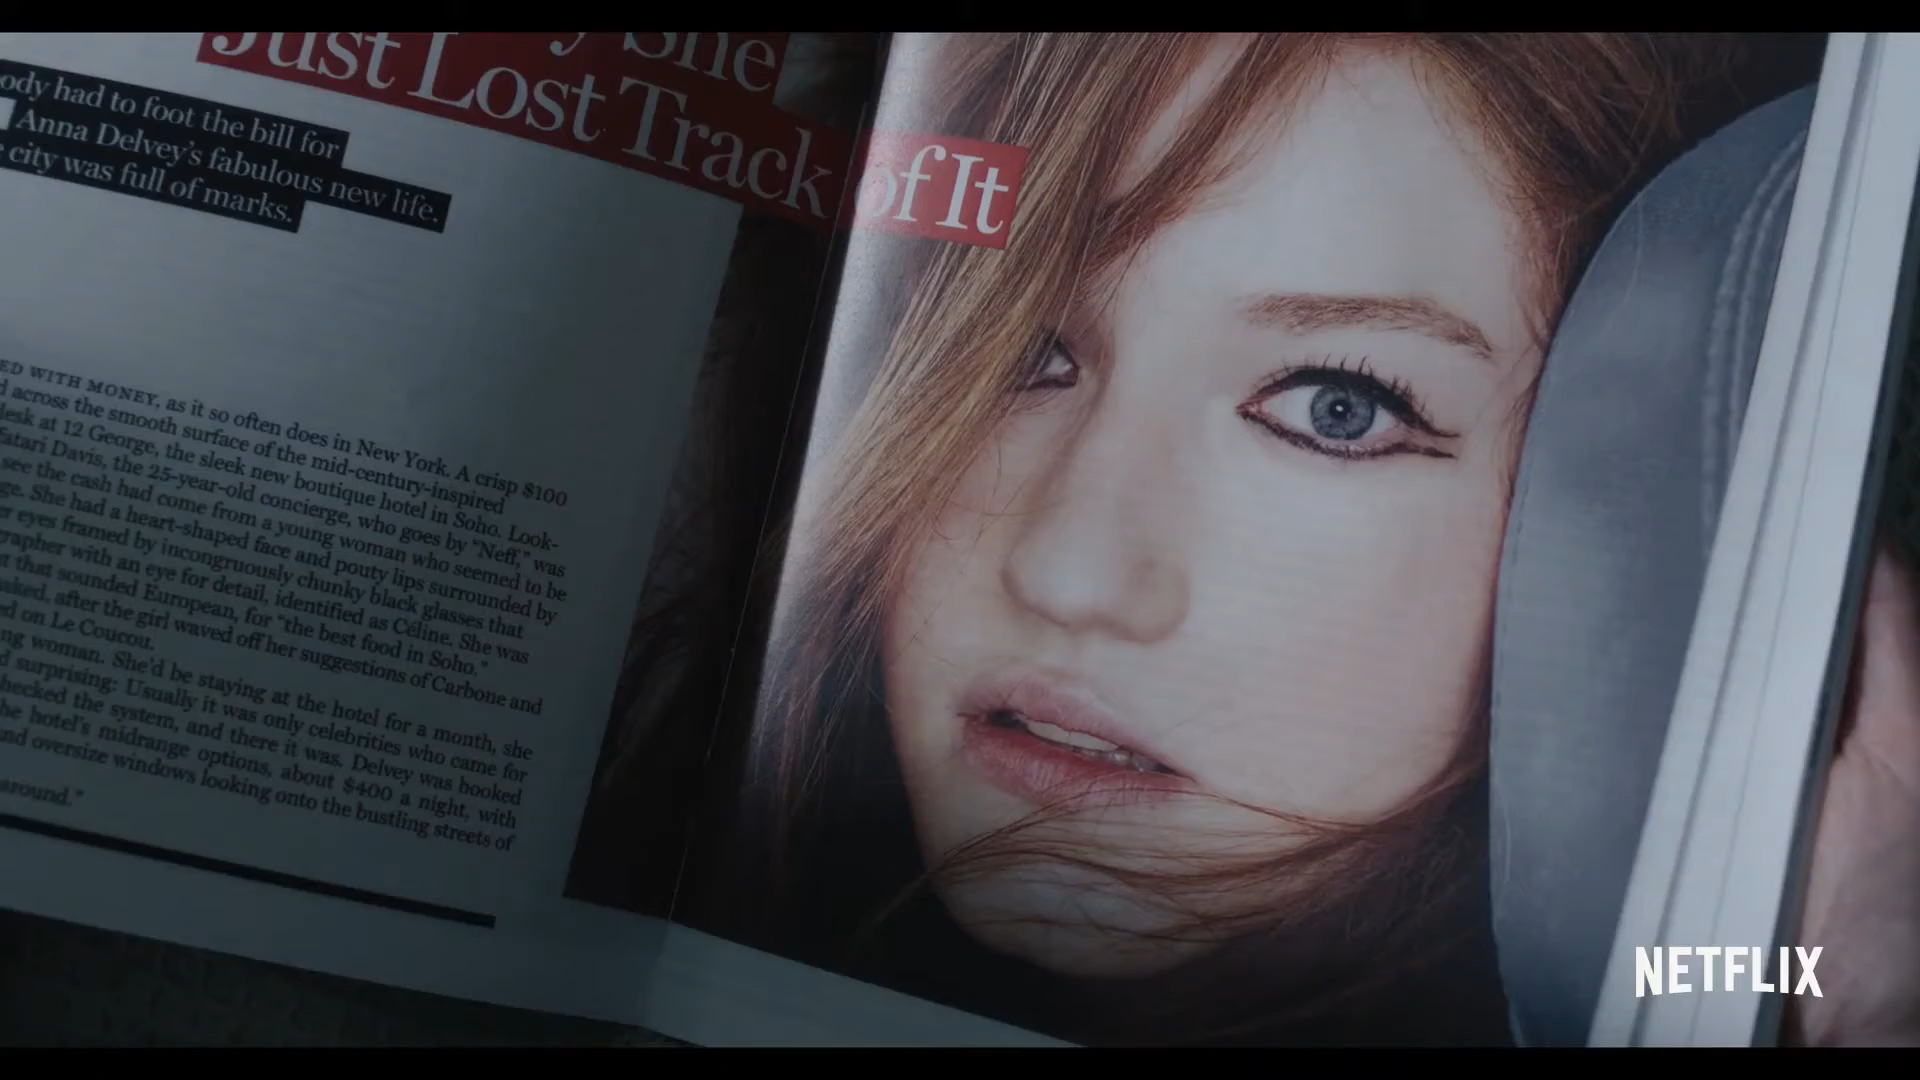 y She
Just Lost Track of It
ody had to foot the bill for
Anna Delvey's fabulous new life.
city was full of marks.
ED WITH MONEY, as it so often does in New York. A crisp $100
d across the smooth surface of the mid-century-inspired
desk at 12 George, the sleek new boutique hotel in Soho. Look-
fatari Davis, the 25-year-old concierge, who goes by "Neff," was
see the cash had come from a young woman who seemed to be
ge. She had a heart-shaped face and pouty lips surrounded by
er eyes framed by incongruously chunky black glasses that
grapher with an eye for detail, identified as Céline. She was
t that sounded European, for "the best food in Soho."
asked, after the girl waved off her suggestions of Carbone and
ed on Le Coucou.
ng woman. She'd be staying at the hotel for a month, she
d surprising: Usually it was only celebrities who came for
hecked the system, and there it was. Delvey was booked
he hotel's midrange options, about $400 a night, with
nd oversize windows looking onto the bustling streets of
around."
NETFLIX